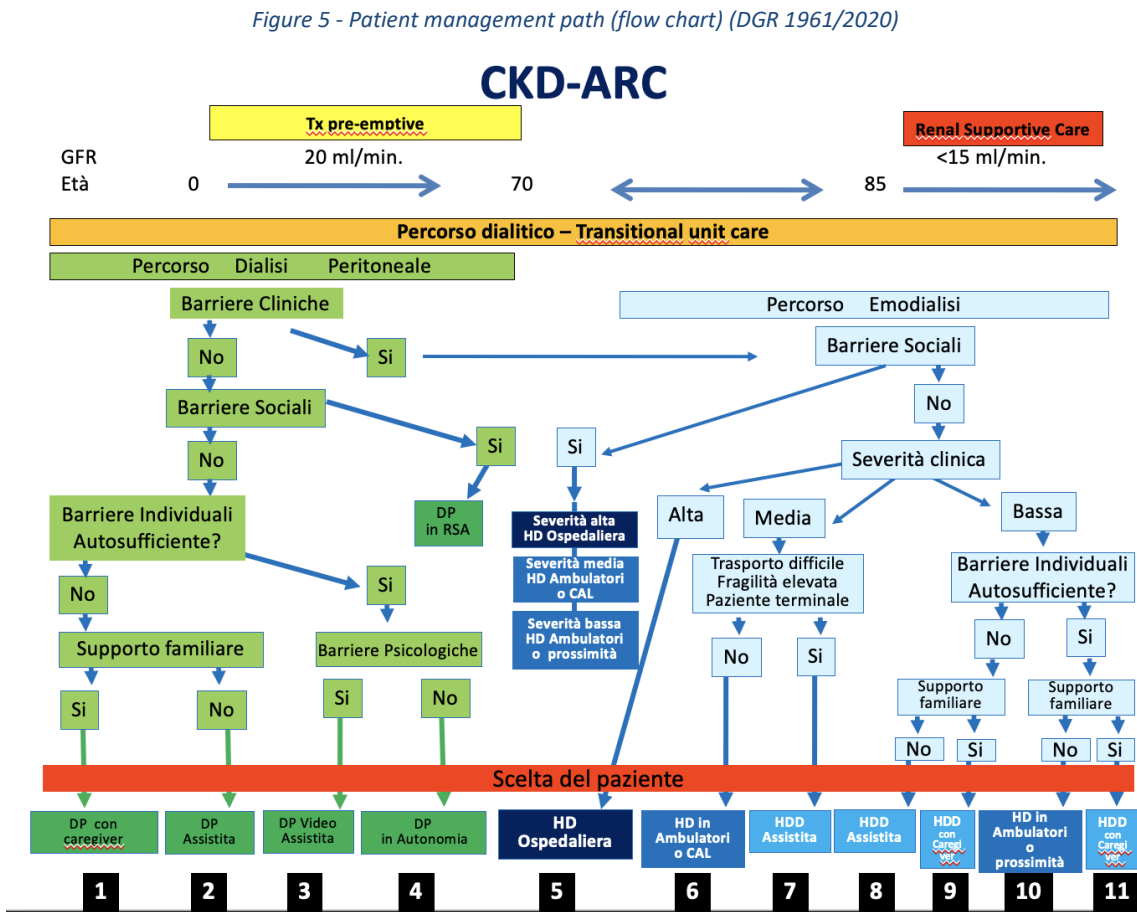 Figure 5 - Patient management path (flow chart) (DGR 1961/2020)
CKD-ARC
Tx pre-emptive
Renal Supportive Care
GFR
20 ml/min.
<15 ml/min.
Età
0
70
85
Percorso dialitico – Transitional unit care
Percorso Dialisi Peritoneale
Barriere Cliniche
Percorso Emodialisi
No
Si
Barriere Sociali
Barriere Sociali
No
No
Si
Si
Severità clinica
Barriere Individuali
Autosufficiente?
DP
in RSA
Severità alta
HD Ospedaliera
Severità media
HD Ambulatori
o CAL
Severità bassa
HD Ambulatori
o prossimità
Alta
Media
Bassa
Trasporto difficile
Fragilità elevata
Paziente terminale
Barriere Individuali
Autosufficiente?
No
Si
No
Si
Supporto familiare
Barriere Psicologiche
No
Si
Supporto
familiare
Supporto
familiare
Si
No
Si
No
No
Si
No
Si
Scelta del paziente
DP con
caregiver
DP
Assistita
DP Video
Assistita
DP
in Autonomia
HD
Ospedaliera
HD in
Ambulatori
o CAL
HDD
Assistita
HDD
Assistita
HDD
con
Caregi
ver
HD in
Ambulatori
o
prossimità
HDD
con
Caregi
ver
1
2
3
4
5
6
7
8
9
10
11